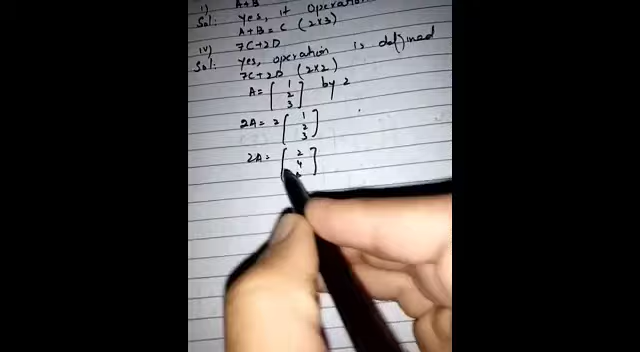 i) A+B
Sol: Yes, it operation
A+B=C (2×3)
iv) 7C+2D
Sol: Yes, operation is defined
7C+2D (2×2)
A= [ 1 2 3 ] by 2
2A= 2 [ 1 2 3 ]
2A= [ 2 4